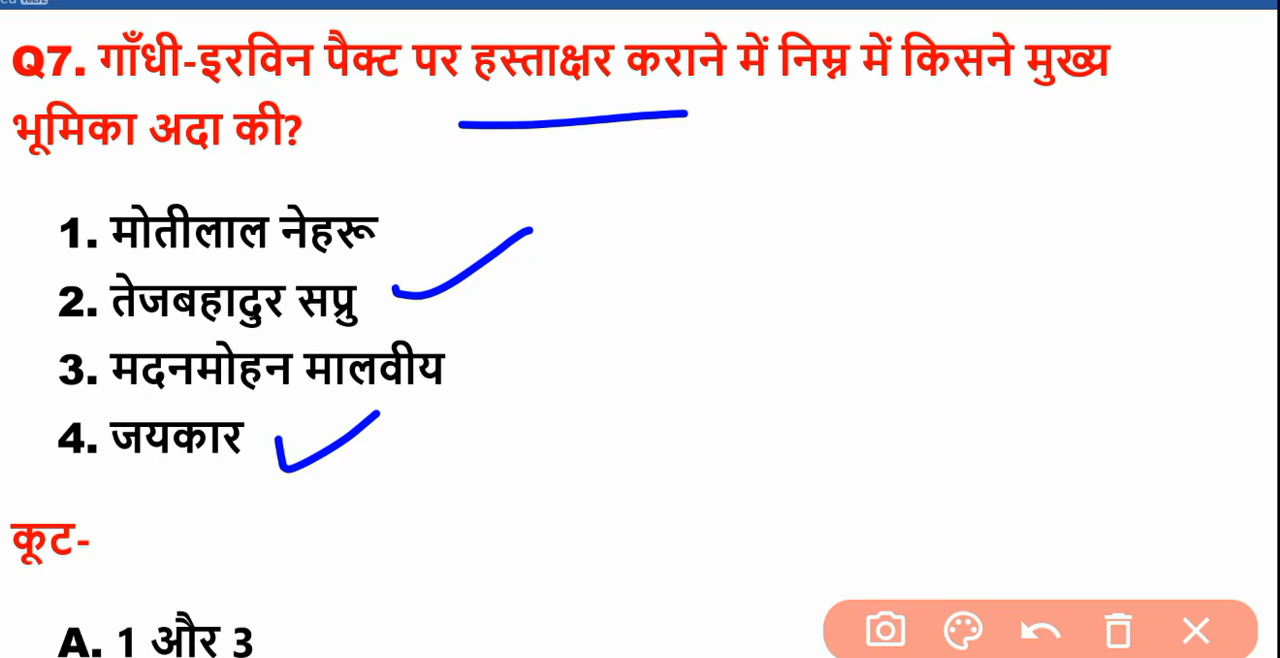 Q7. गाँधी-इरविन पैक्ट पर हस्ताक्षर कराने में निम्न में किसने मुख्य
भूमिका अदा की?
1. मोतीलाल नेहरू
2. तेजबहादुर सप्रु
3. मदनमोहन मालवीय
4. जयकार
कूट-
A. 1 और 3